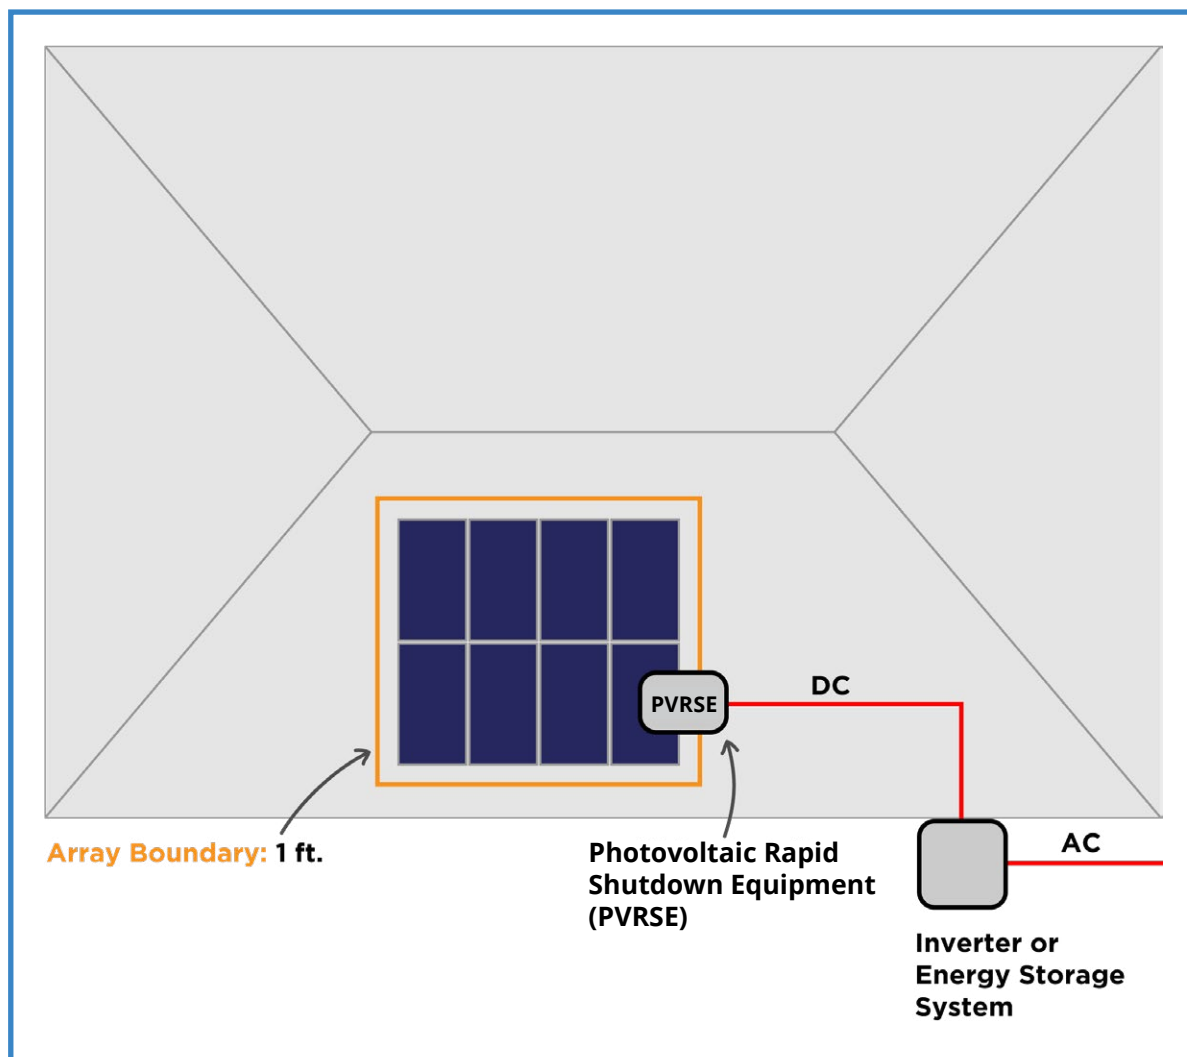 PVRSE
DC
Array Boundary: 1 ft.
Photovoltaic Rapid
Shutdown Equipment
(PVRSE)
AC
Inverter or
Energy Storage
System